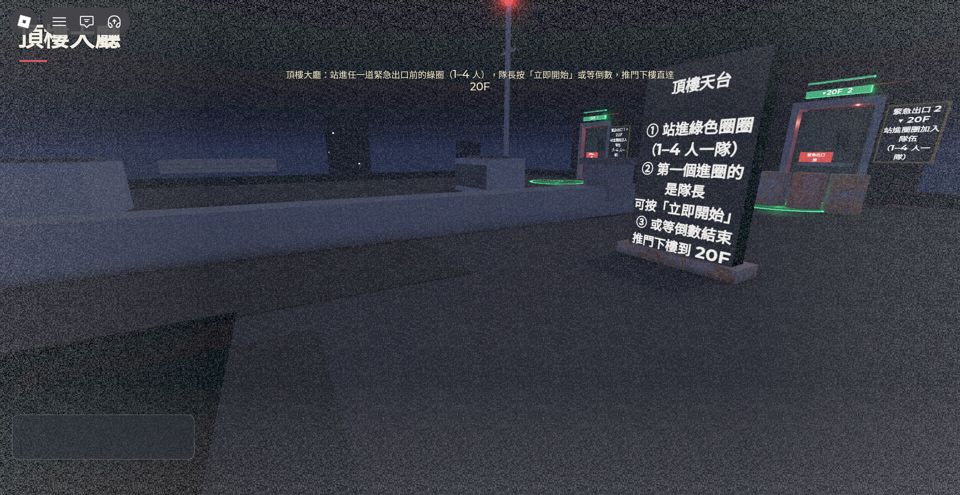 頂樓大廳
頂樓大廳：站進任一道緊急出口前的綠圈（1–4 人），隊長按「立即開始」或等倒數，推門下樓直達
20F
頂樓天台
① 站進綠色圈圈
（1–4 人一隊）
② 第一個進圈的
是隊長
可按「立即開始」
③ 或等倒數結束
推門下樓到 20F
20F 2
緊急出口 2
▼ 20F
站進圈圈加入
隊伍
（1–4 人一
隊）